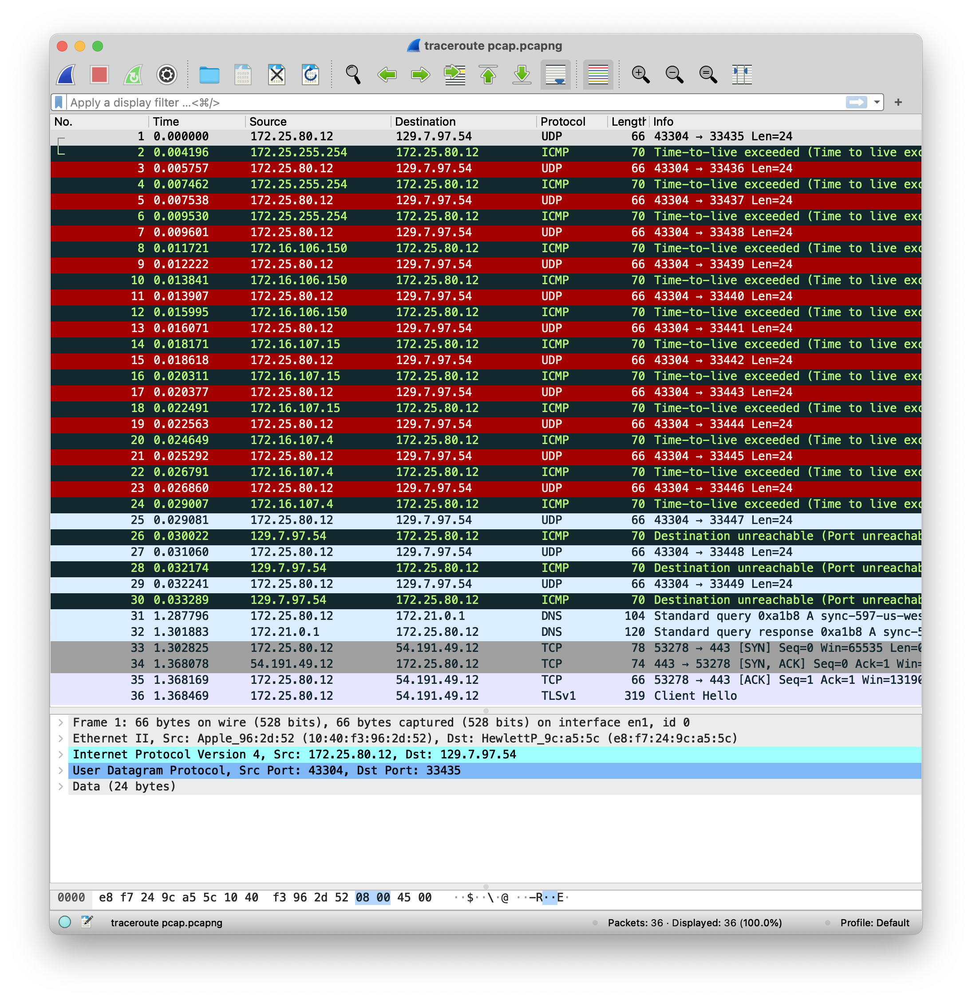 traceroute pcap.pcapng
Apply a display filter ...<⌘/>
No. Time Source Destination Protocol Length Info
1 0.000000 172.25.80.12 129.7.97.54 UDP 66 43304 → 33435 Len=24
2 0.004196 172.25.255.254 172.25.80.12 ICMP 70 Time-to-live exceeded (Time to live exc
3 0.005757 172.25.80.12 129.7.97.54 UDP 66 43304 → 33436 Len=24
4 0.007462 172.25.255.254 172.25.80.12 ICMP 70 Time-to-live exceeded (Time to live exc
5 0.007538 172.25.80.12 129.7.97.54 UDP 66 43304 → 33437 Len=24
6 0.009530 172.25.255.254 172.25.80.12 ICMP 70 Time-to-live exceeded (Time to live exc
7 0.009601 172.25.80.12 129.7.97.54 UDP 66 43304 → 33438 Len=24
8 0.011721 172.16.106.150 172.25.80.12 ICMP 70 Time-to-live exceeded (Time to live exc
9 0.012222 172.25.80.12 129.7.97.54 UDP 66 43304 → 33439 Len=24
10 0.013841 172.16.106.150 172.25.80.12 ICMP 70 Time-to-live exceeded (Time to live exc
11 0.013907 172.25.80.12 129.7.97.54 UDP 66 43304 → 33440 Len=24
12 0.015995 172.16.106.150 172.25.80.12 ICMP 70 Time-to-live exceeded (Time to live exc
13 0.016071 172.25.80.12 129.7.97.54 UDP 66 43304 → 33441 Len=24
14 0.018171 172.16.107.15 172.25.80.12 ICMP 70 Time-to-live exceeded (Time to live exc
15 0.018618 172.25.80.12 129.7.97.54 UDP 66 43304 → 33442 Len=24
16 0.020311 172.16.107.15 172.25.80.12 ICMP 70 Time-to-live exceeded (Time to live exc
17 0.020377 172.25.80.12 129.7.97.54 UDP 66 43304 → 33443 Len=24
18 0.022491 172.16.107.15 172.25.80.12 ICMP 70 Time-to-live exceeded (Time to live exc
19 0.022563 172.25.80.12 129.7.97.54 UDP 66 43304 → 33444 Len=24
20 0.024649 172.16.107.4 172.25.80.12 ICMP 70 Time-to-live exceeded (Time to live exc
21 0.025292 172.25.80.12 129.7.97.54 UDP 66 43304 → 33445 Len=24
22 0.026791 172.16.107.4 172.25.80.12 ICMP 70 Time-to-live exceeded (Time to live exc
23 0.026860 172.25.80.12 129.7.97.54 UDP 66 43304 → 33446 Len=24
24 0.029007 172.16.107.4 172.25.80.12 ICMP 70 Time-to-live exceeded (Time to live exc
25 0.029081 172.25.80.12 129.7.97.54 UDP 66 43304 → 33447 Len=24
26 0.030022 129.7.97.54 172.25.80.12 ICMP 70 Destination unreachable (Port unreachab
27 0.031060 172.25.80.12 129.7.97.54 UDP 66 43304 → 33448 Len=24
28 0.032174 129.7.97.54 172.25.80.12 ICMP 70 Destination unreachable (Port unreachab
29 0.032241 172.25.80.12 129.7.97.54 UDP 66 43304 → 33449 Len=24
30 0.033289 129.7.97.54 172.25.80.12 ICMP 70 Destination unreachable (Port unreachab
31 1.287796 172.25.80.12 172.21.0.1 DNS 104 Standard query 0xa1b8 A sync-597-us-wes
32 1.301883 172.21.0.1 172.25.80.12 DNS 120 Standard query response 0xa1b8 A sync-5
33 1.302825 172.25.80.12 54.191.49.12 TCP 78 53278 → 443 [SYN] Seq=0 Win=65535 Len=0
34 1.368078 54.191.49.12 172.25.80.12 TCP 74 443 → 53278 [SYN, ACK] Seq=0 Ack=1 Win=
35 1.368169 172.25.80.12 54.191.49.12 TCP 66 53278 → 443 [ACK] Seq=1 Ack=1 Win=13190
36 1.368469 172.25.80.12 54.191.49.12 TLSv1 319 Client Hello
Frame 1: 66 bytes on wire (528 bits), 66 bytes captured (528 bits) on interface en1, id 0
Ethernet II, Src: Apple_96:2d:52 (10:40:f3:96:2d:52), Dst: HewlettP_9c:a5:5c (e8:f7:24:9c:a5:5c)
Internet Protocol Version 4, Src: 172.25.80.12, Dst: 129.7.97.54
User Datagram Protocol, Src Port: 43304, Dst Port: 33435
Data (24 bytes)
0000 e8 f7 24 9c a5 5c 10 40 f3 96 2d 52 08 00 45 00 ··$··\·@ ··-R··E·
traceroute pcap.pcapng Packets: 36 · Displayed: 36 (100.0%) Profile: Default